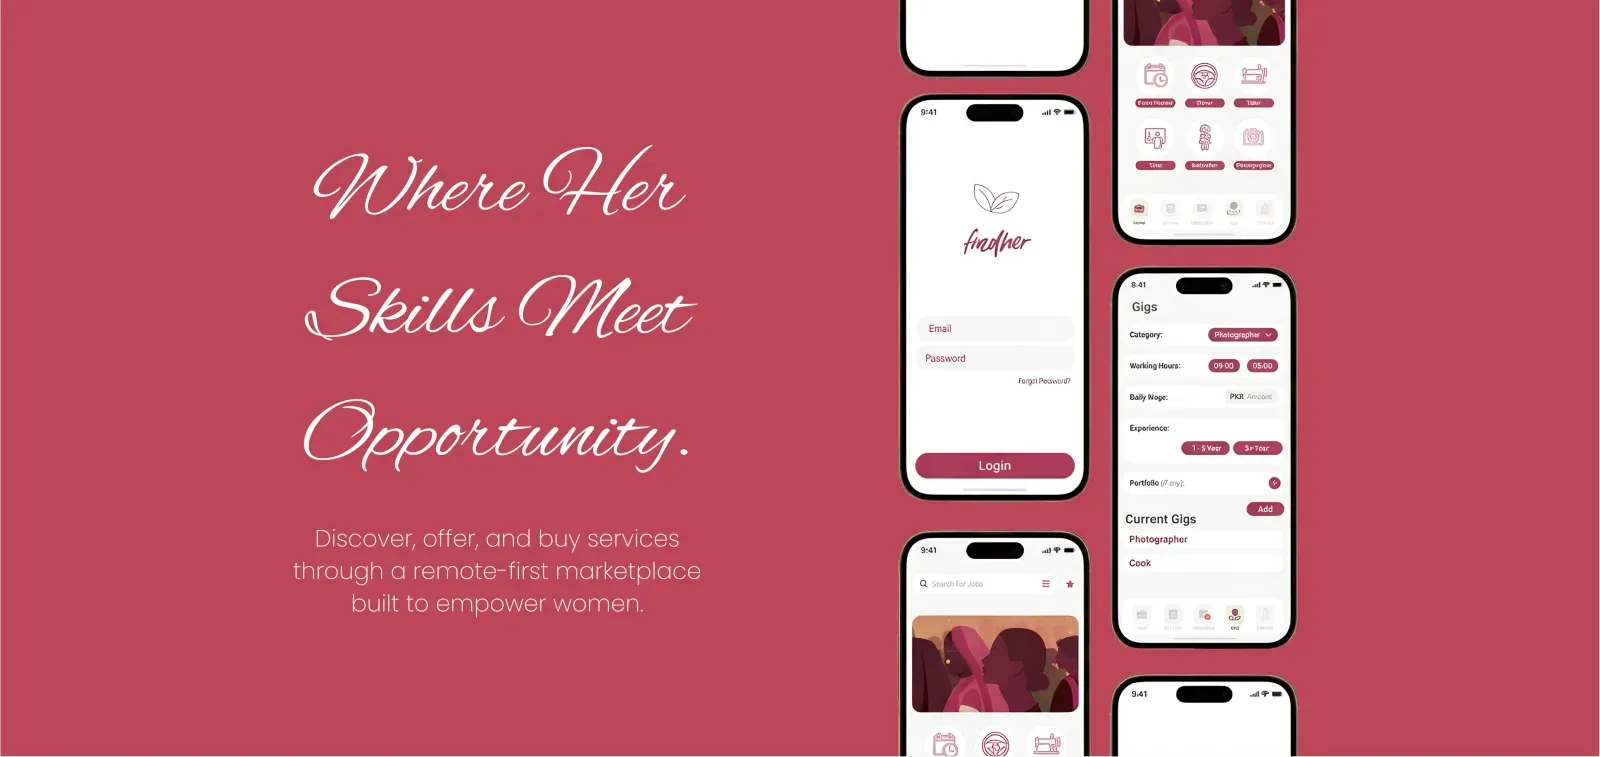 Where Her
Skills Meet
Opportunity.
Discover, offer, and buy services
through a remote-first marketplace
built to empower women.
9:41
findher
Email
Password
Forgot Password?
Login
9:41
Search For Jobs
9:41
Gigs
Category:
Photographer
Working Hours:
09:00
05:00
Daily Wage:
PKR Amount
Experience:
Portfolio (if any):
Add
Current Gigs
Photographer
Cook
9:41